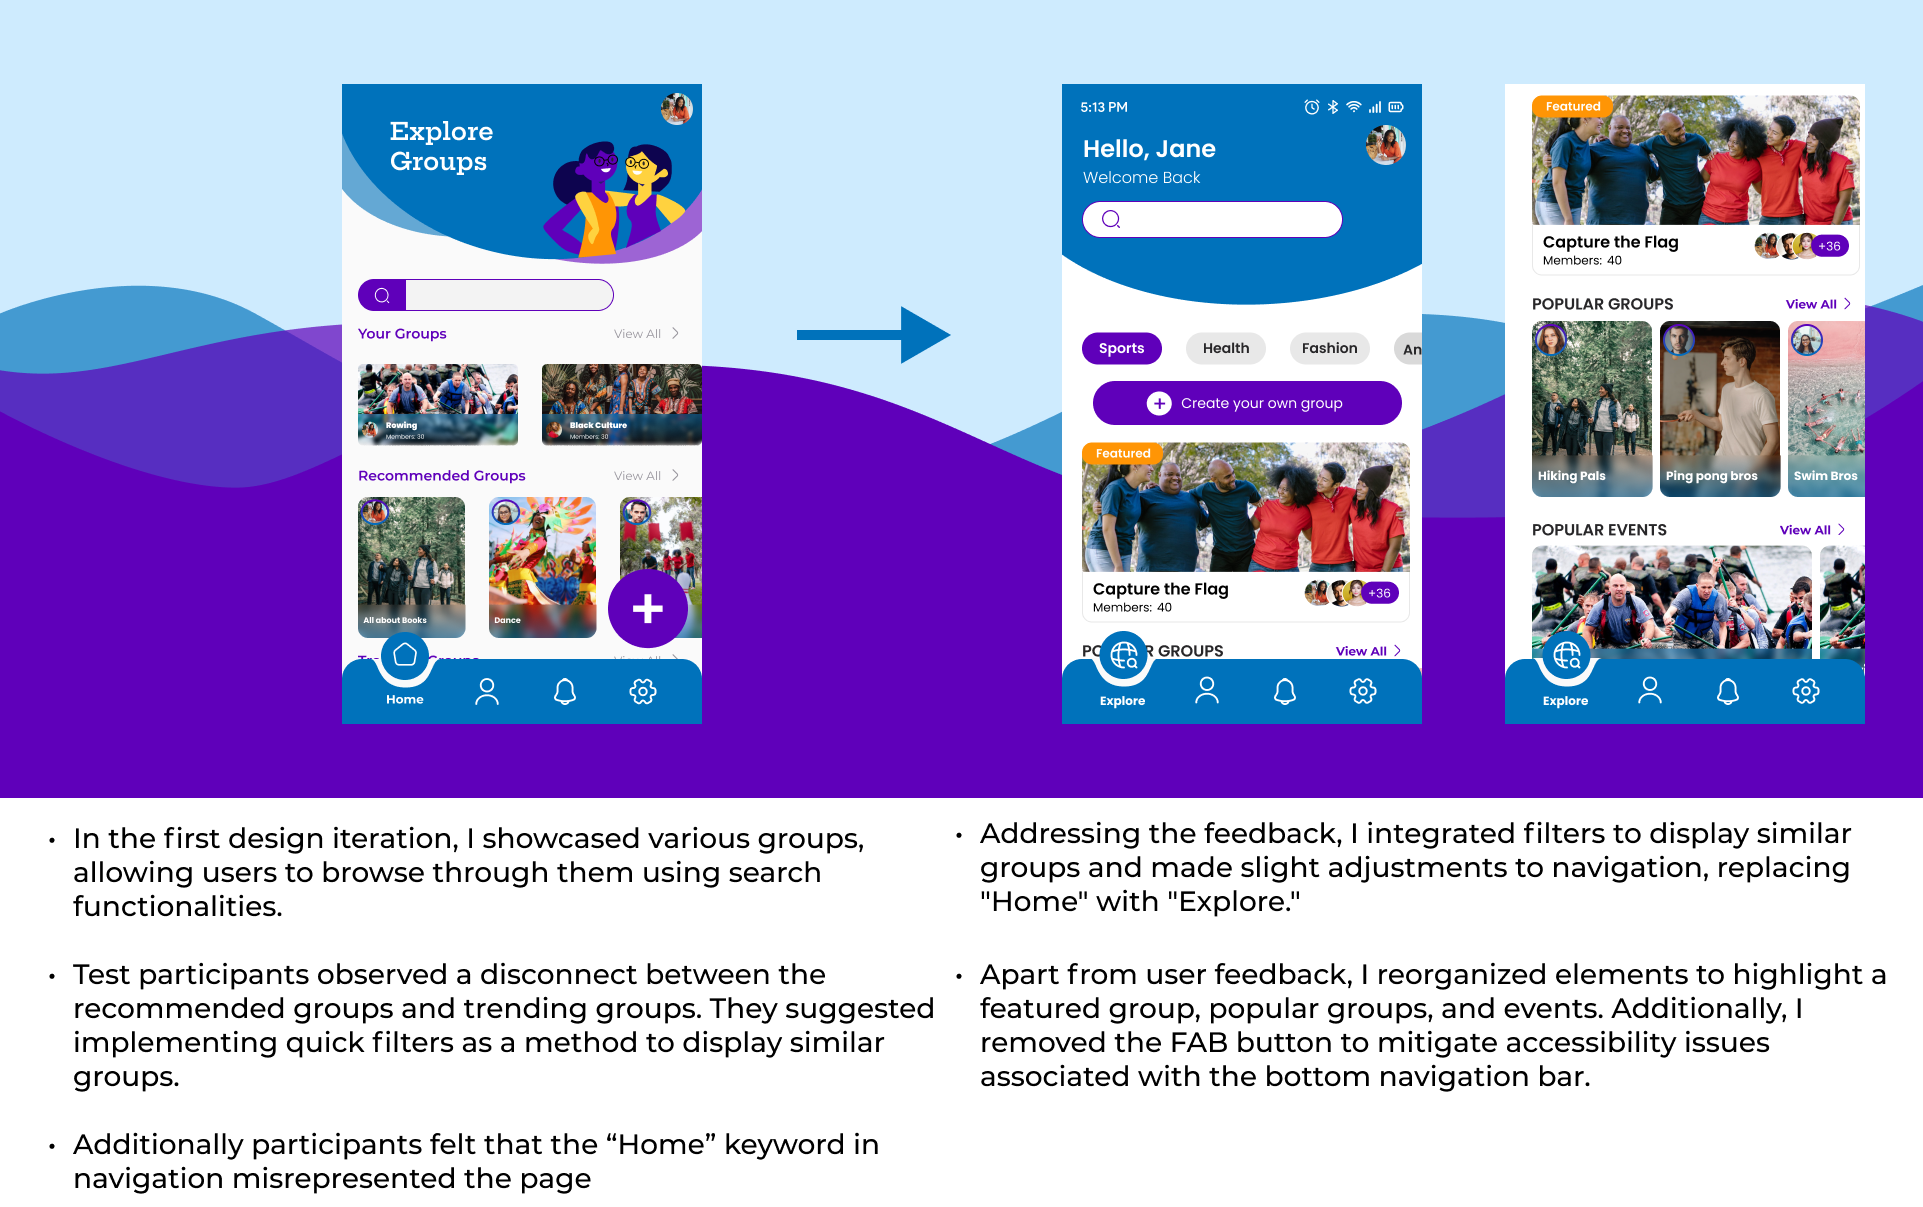 Explore
Groups
Your Groups
View All
Rowing
Members: 30
Black Culture
Members: 30
Recommended Groups
View All
All about Books
Dance
Home
5:13 PM
Hello, Jane
Welcome Back
Sports
Health
Fashion
An
Create your own group
Featured
Capture the Flag
Members: 40
+36
GROUPS
View All
Explore
Featured
Capture the Flag
Members: 40
+36
POPULAR GROUPS
View All
Hiking Pals
Ping pong bros
Swim Bros
POPULAR EVENTS
View All
Explore
• In the first design iteration, I showcased various groups,
allowing users to browse through them using search
functionalities.
• Test participants observed a disconnect between the
recommended groups and trending groups. They suggested
implementing quick filters as a method to display similar
groups.
• Additionally participants felt that the “Home” keyword in
navigation misrepresented the page
• Addressing the feedback, I integrated filters to display similar
groups and made slight adjustments to navigation, replacing
"Home" with "Explore."
• Apart from user feedback, I reorganized elements to highlight a
featured group, popular groups, and events. Additionally, I
removed the FAB button to mitigate accessibility issues
associated with the bottom navigation bar.